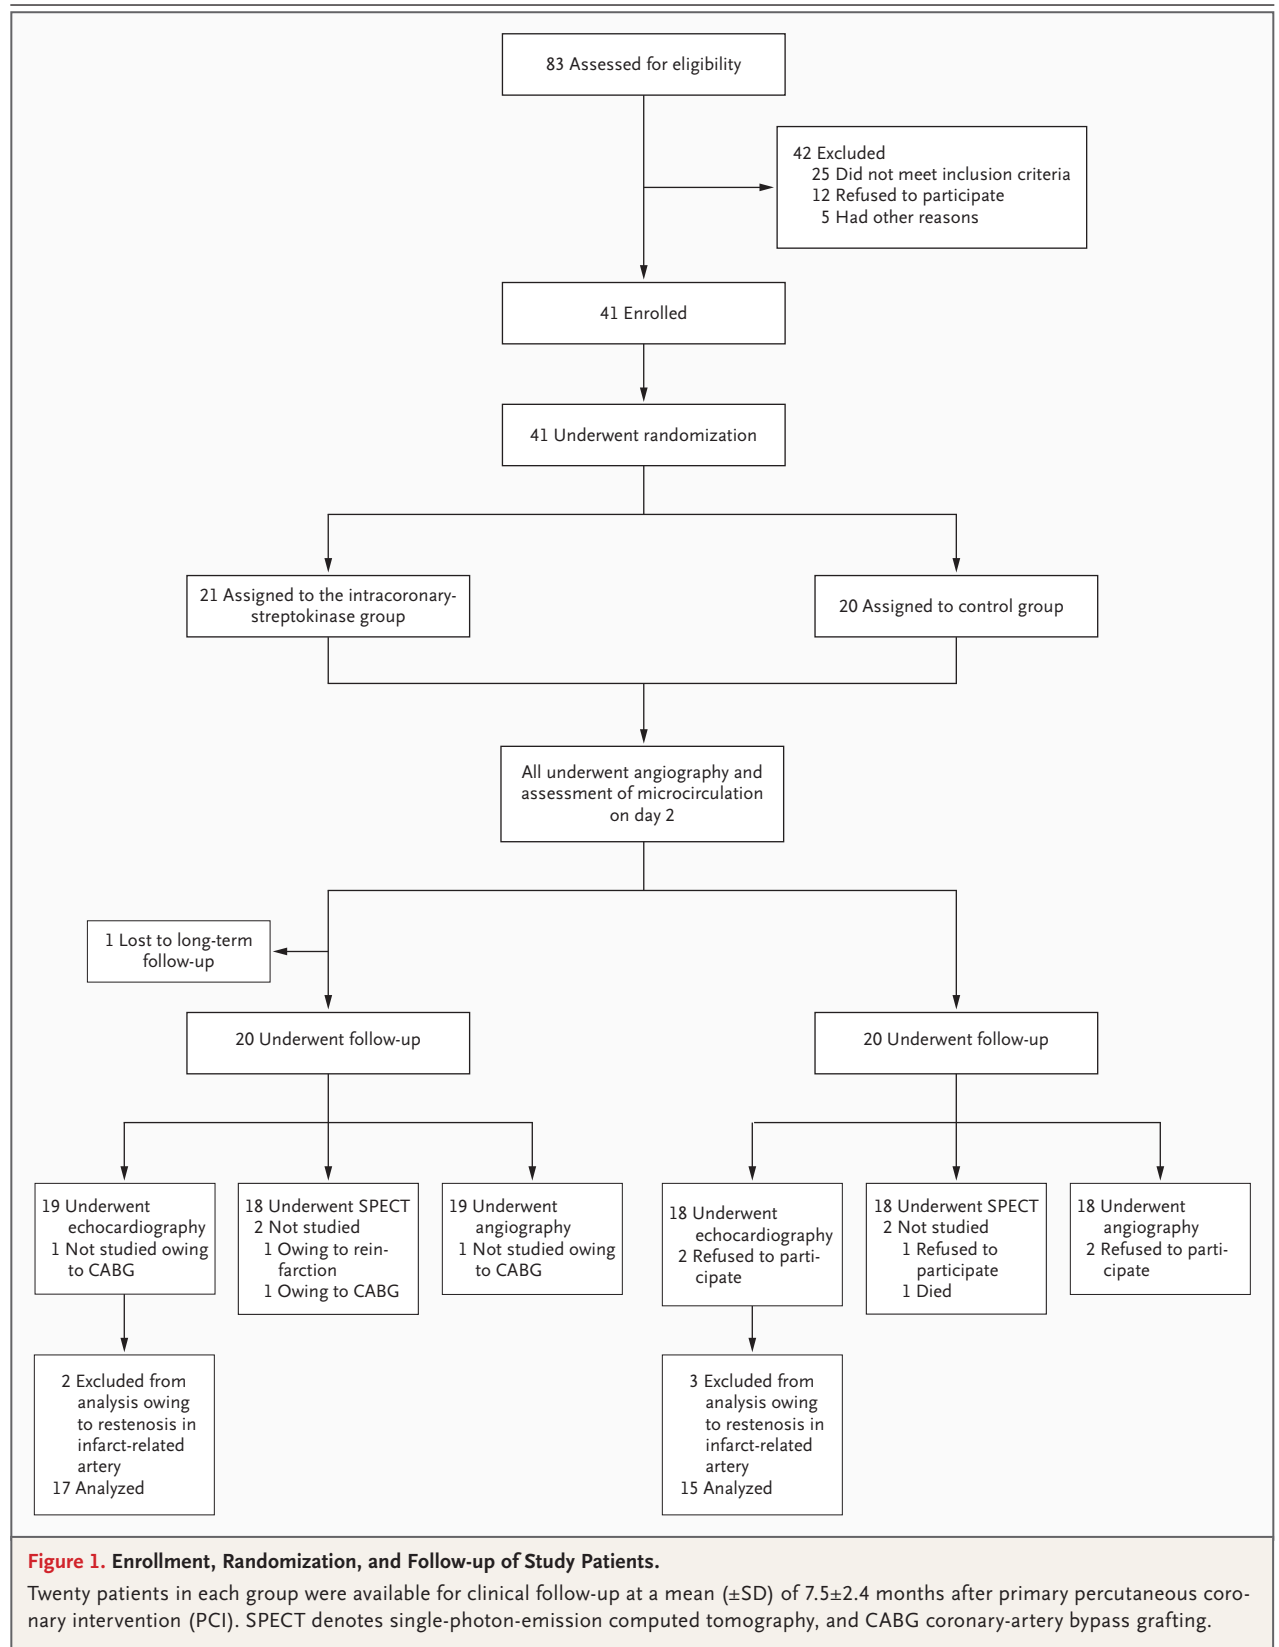 83 Assessed for eligibility
42 Excluded
25 Did not meet inclusion criteria
12 Refused to participate
5 Had other reasons
41 Enrolled
41 Underwent randomization
21 Assigned to the intracoronary-
streptokinase group
20 Assigned to control group
All underwent angiography and
assessment of microcirculation
on day 2
1 Lost to long-term
follow-up
20 Underwent follow-up
20 Underwent follow-up
19 Underwent
echocardiography
1 Not studied owing
to CABG
18 Underwent SPECT
2 Not studied
1 Owing to rein-
farction
1 Owing to CABG
19 Underwent
angiography
1 Not studied owing
to CABG
18 Underwent
echocardiography
2 Refused to parti-
cipate
18 Underwent SPECT
2 Not studied
1 Refused to
participate
1 Died
18 Underwent
angiography
2 Refused to parti-
cipate
2 Excluded from
analysis owing
to restenosis in
infarct-related
artery
17 Analyzed
3 Excluded from
analysis owing
to restenosis in
infarct-related
artery
15 Analyzed
Figure 1. Enrollment, Randomization, and Follow-up of Study Patients.
Twenty patients in each group were available for clinical follow-up at a mean (±SD) of 7.5±2.4 months after primary percutaneous coro-
nary intervention (PCI). SPECT denotes single-photon-emission computed tomography, and CABG coronary-artery bypass grafting.